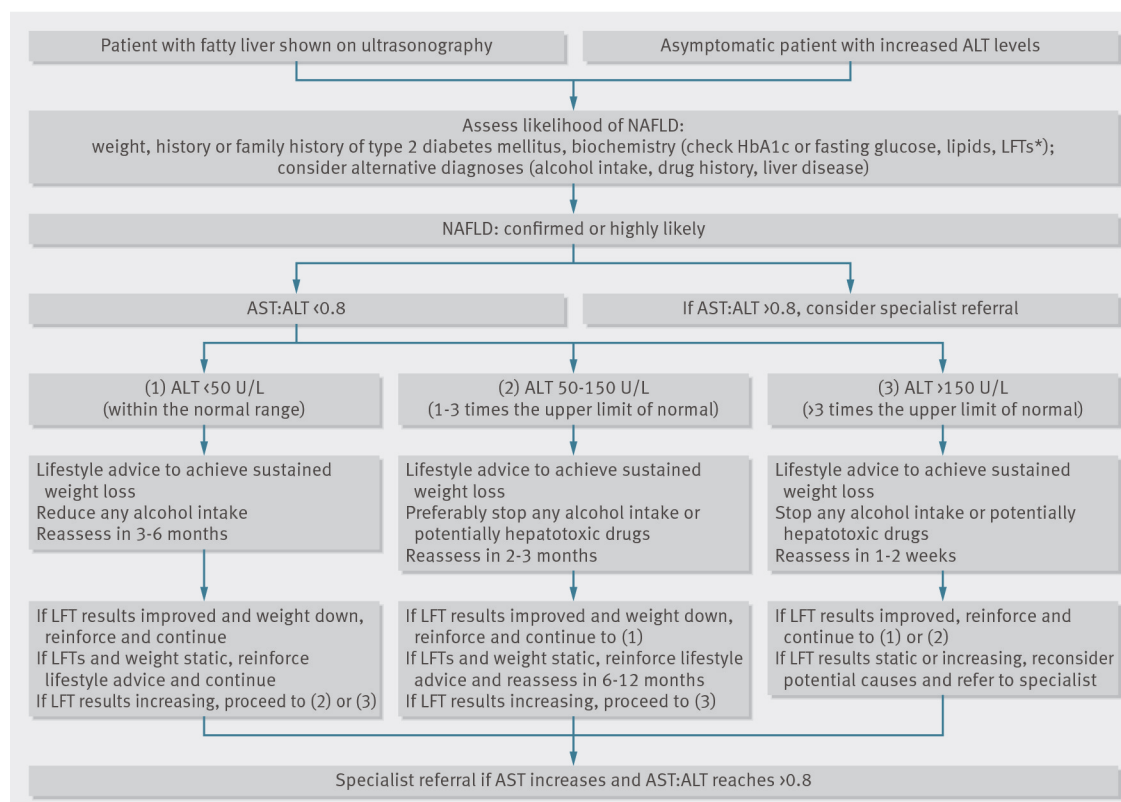 Patient with fatty liver shown on ultrasonography
Asymptomatic patient with increased ALT levels
Assess likelihood of NAFLD:
weight, history or family history of type 2 diabetes mellitus, biochemistry (check HbA1c or fasting glucose, lipids, LFTs*);
consider alternative diagnoses (alcohol intake, drug history, liver disease)
NAFLD: confirmed or highly likely
AST:ALT <0.8
If AST:ALT >0.8, consider specialist referral
(1) ALT <50 U/L
(within the normal range)
(2) ALT 50-150 U/L
(1-3 times the upper limit of normal)
(3) ALT >150 U/L
(>3 times the upper limit of normal)
Lifestyle advice to achieve sustained
weight loss
Reduce any alcohol intake
Reassess in 3-6 months
Lifestyle advice to achieve sustained
weight loss
Preferably stop any alcohol intake or
potentially hepatotoxic drugs
Reassess in 2-3 months
Lifestyle advice to achieve sustained
weight loss
Stop any alcohol intake or potentially
hepatotoxic drugs
Reassess in 1-2 weeks
If LFT results improved and weight down,
reinforce and continue
If LFTs and weight static, reinforce
lifestyle advice and continue
If LFT results increasing, proceed to (2) or (3)
If LFT results improved and weight down,
reinforce and continue to (1)
If LFTs and weight static, reinforce lifestyle
advice and reassess in 6-12 months
If LFT results increasing, proceed to (3)
If LFT results improved, reinforce and
continue to (1) or (2)
If LFT results static or increasing, reconsider
potential causes and refer to specialist
Specialist referral if AST increases and AST:ALT reaches >0.8